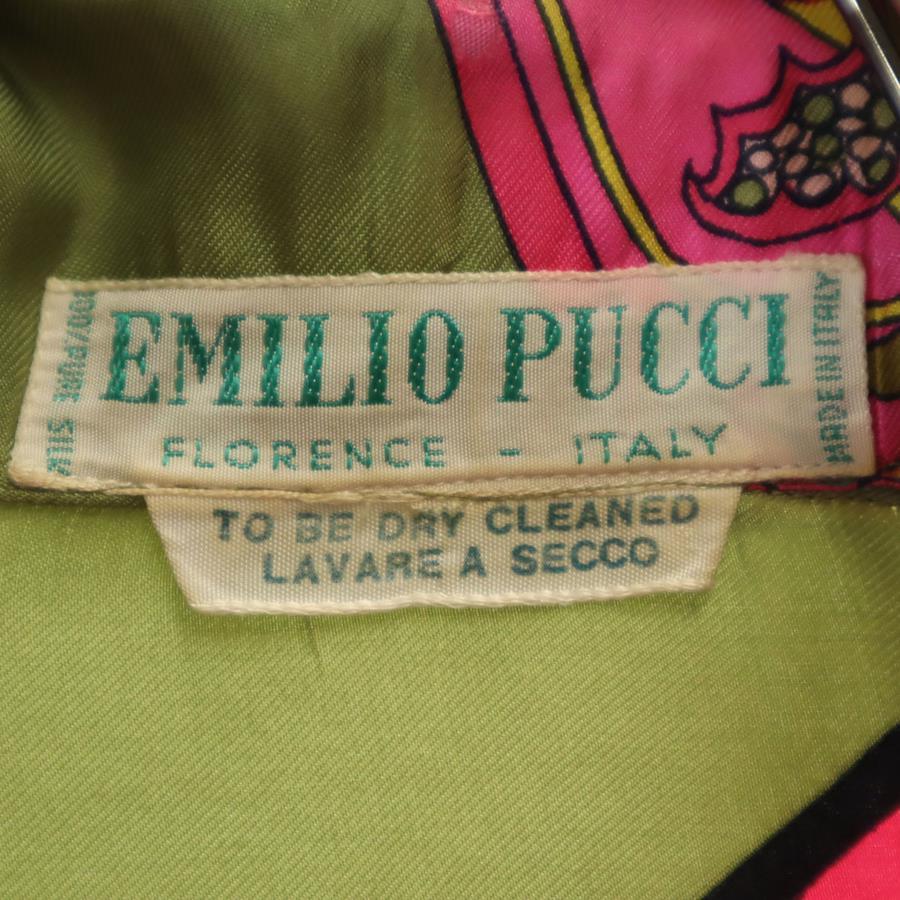 100/PURE SILK
EMILIO PUCCI
FLORENCE - ITALY
MADE IN ITALY
TO BE DRY CLEANED
LAVARE A SECCO